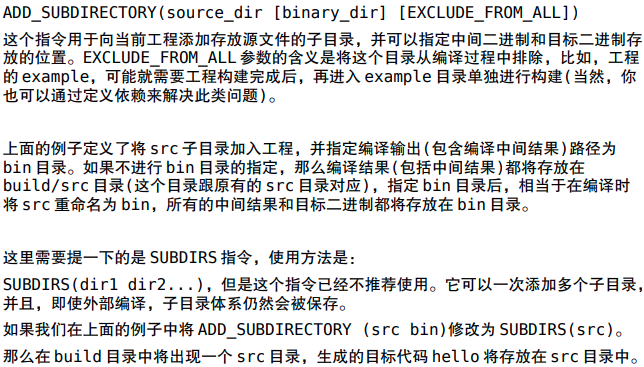 ADD_SUBDIRECTORY(source_dir [binary_dir] [EXCLUDE_FROM_ALL])
这个指令用于向当前工程添加存放源文件的子目录，并可以指定中间二进制和目标二进制存
放的位置。EXCLUDE_FROM_ALL 参数的含义是将这个目录从编译过程中排除，比如，工程
的 example，可能就需要工程构建完成后，再进入 example 目录单独进行构建(当然，你
也可以通过定义依赖来解决此类问题)。
上面的例子定义了将 src 子目录加入工程，并指定编译输出(包含编译中间结果)路径为
bin 目录。如果不进行 bin 目录的指定，那么编译结果(包括中间结果)都将存放在
build/src 目录(这个目录跟原有的 src 目录对应)，指定 bin 目录后，相当于在编译时
将 src 重命名为 bin，所有的中间结果和目标二进制都将存放在 bin 目录。
这里需要提一下的是 SUBDIRS 指令，使用方法是：
SUBDIRS(dir1 dir2...)，但是这个指令已经不推荐使用。它可以一次添加多个子目录，
并且，即使外部编译，子目录体系仍然会被保存。
如果我们在上面的例子中将 ADD_SUBDIRECTORY (src bin)修改为 SUBDIRS(src)。
那么在 build 目录中将出现一个 src 目录，生成的目标代码 hello 将存放在 src 目录中。